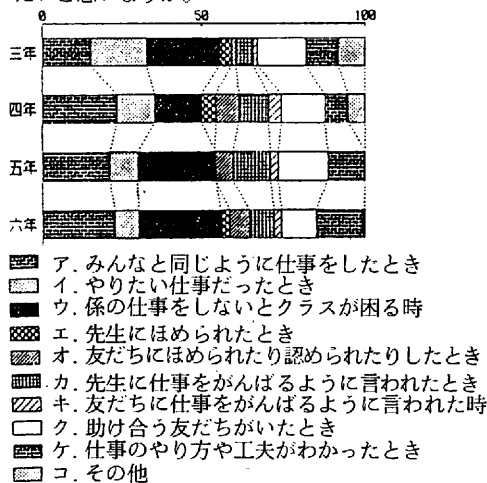 0 50 100
三年
四年
五年
六年
ア．みんなと同じように仕事をしたとき
イ．やりたい仕事だったとき
ウ．係の仕事をしないとクラスが困る時
エ．先生にほめられたとき
オ．友だちにほめられたり認められたりしたとき
カ．先生に仕事をがんばるように言われたとき
キ．友だちに仕事をがんばるように言われた時
ク．助け合う友だちがいたとき
ケ．仕事のやり方や工夫がわかったとき
コ．その他